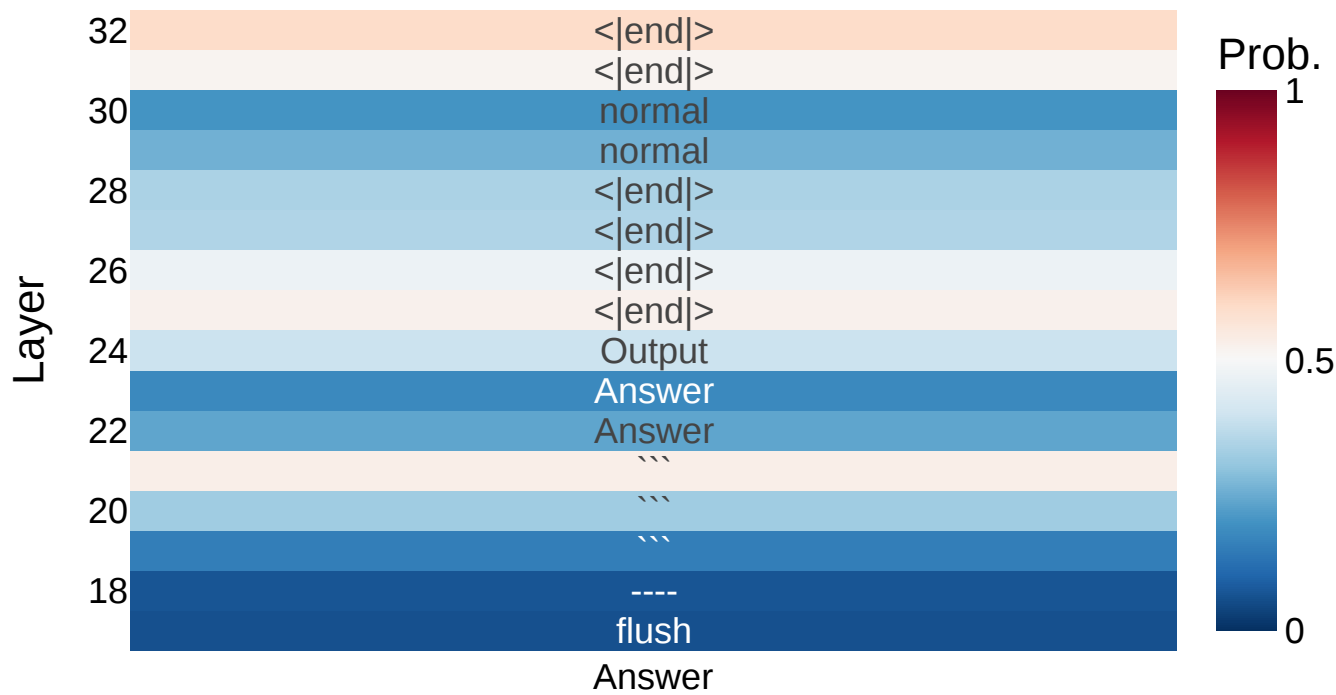 32 <|end|>
<|end|>
Prob.
1
30 normal
normal
28 <|end|>
<|end|>
26 <|end|>
<|end|>
Layer
24 Output
0.5
Answer
22 Answer
```
20 ```
```
18 ----
flush
0
Answer